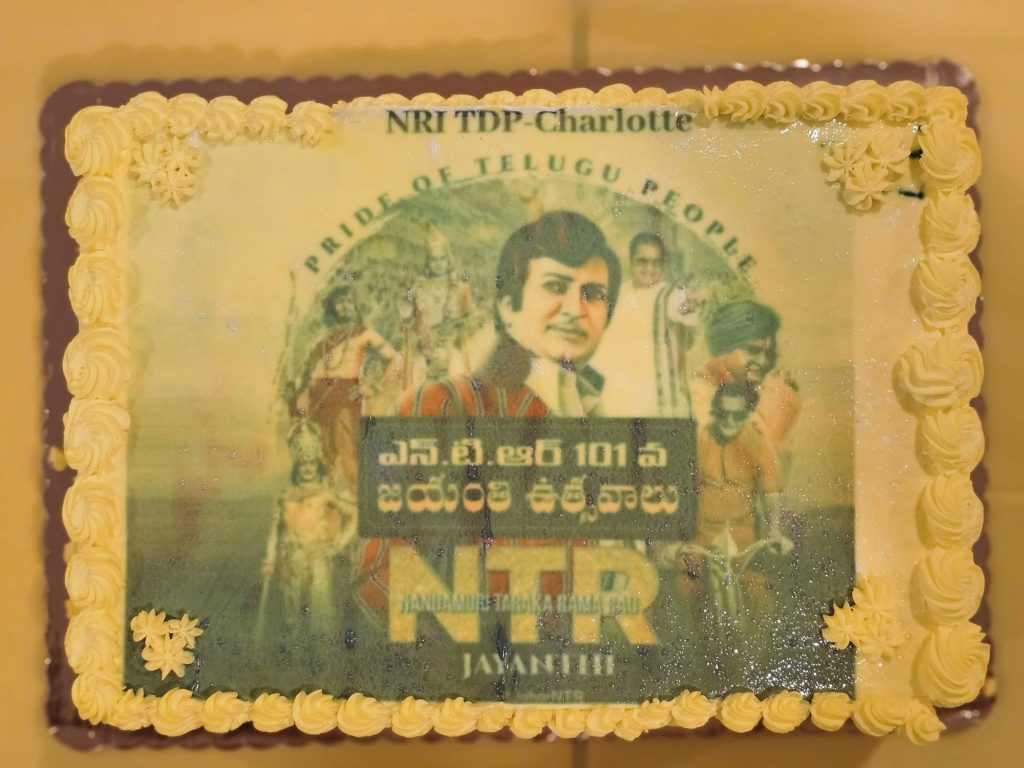 NRI TDP-Charlotte
PRIDE OF TELUGU PEOPLE
ఎన్.టి.ఆర్ 101 వ
జయంతి ఉత్సవాలు
NTR
NANDAMURI TARAKA RAMA RAO
JAYANTHI